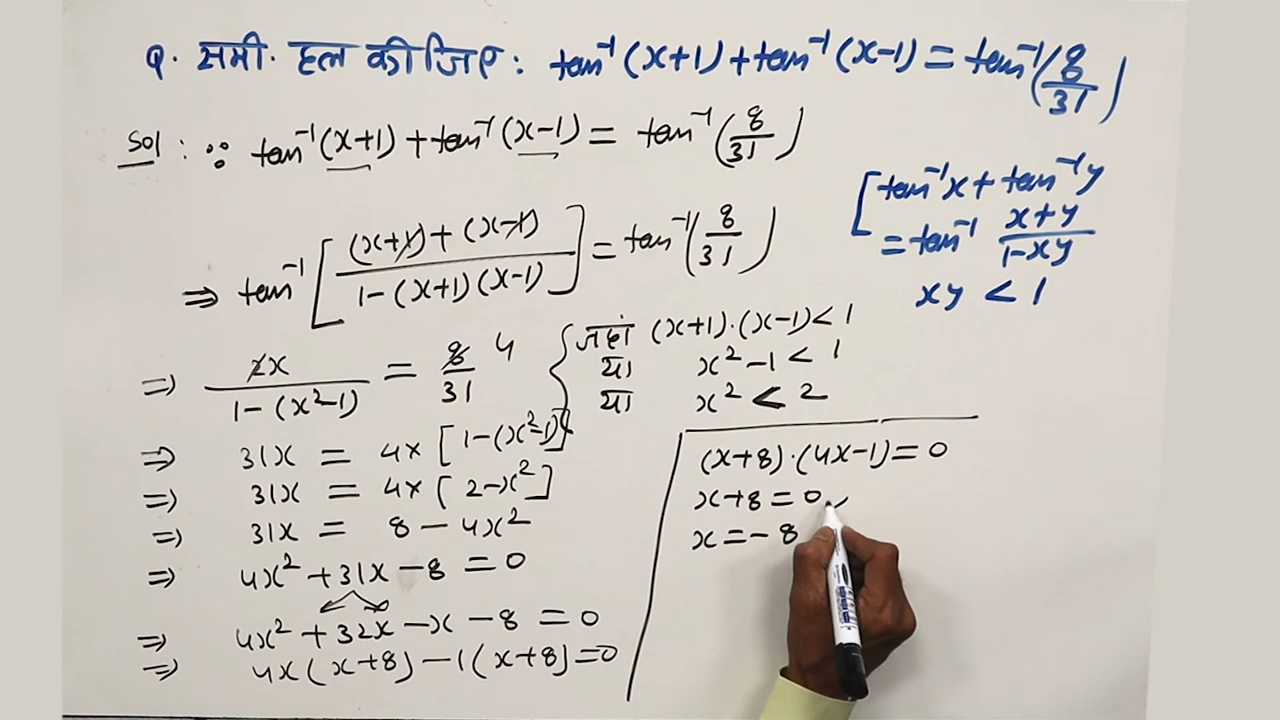 Q. समी. हल कीजिए: tan⁻¹(x+1)+tan⁻¹(x-1)=tan⁻¹(8/31)
Sol: ∵ tan⁻¹(x+1)+tan⁻¹(x-1)=tan⁻¹(8/31)
[tan⁻¹x+tan⁻¹y
=tan⁻¹ (x+y)/(1-xy)
xy < 1
⇒ tan⁻¹[((x+1)+(x-1))/(1-(x+1)(x-1))]=tan⁻¹(8/31)
{जहाँ (x+1).(x-1)<1
या x²-1 < 1
या x² < 2
⇒ 2x/(1-(x²-1)) = 8/31 4
⇒ 31x = 4x[1-(x²-1)]
⇒ 31x = 4x[2-x²]
⇒ 31x = 8-4x²
⇒ 4x²+31x-8=0
⇒ 4x²+32x-x-8=0
⇒ 4x(x+8)-1(x+8)=0
(x+8).(4x-1)=0
x+8=0
x=-8